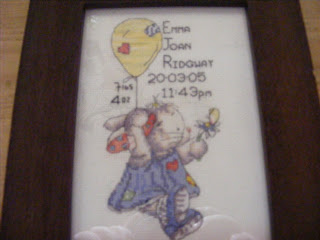 Emma
Joan
Ridgway
20·03·05
7lbs
4oz
11:43pm